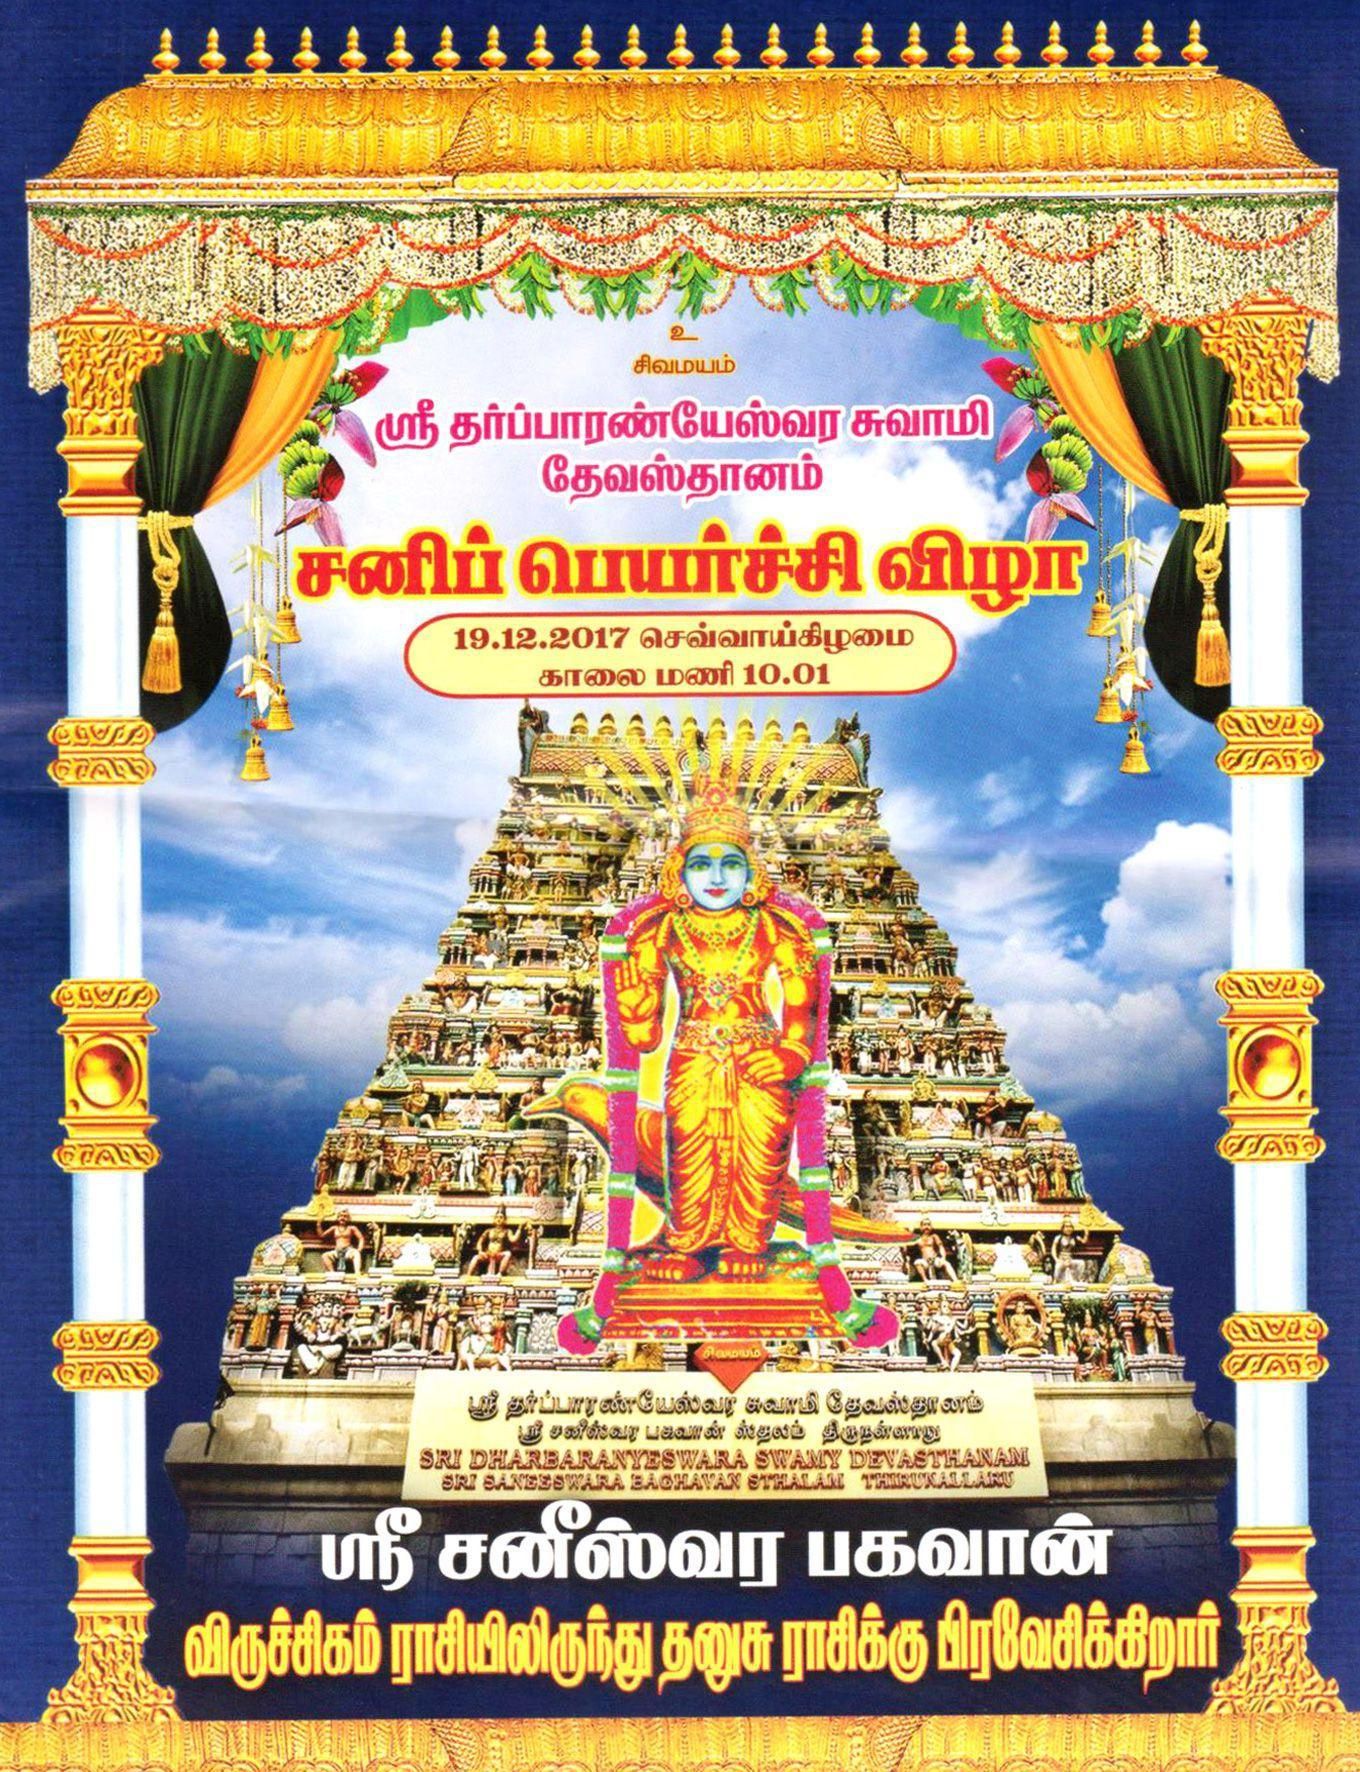 உ
சிவமயம்
ஸ்ரீ தர்ப்பாரண்யேஸ்வர சுவாமி
தேவஸ்தானம்
சனிப் பெயர்ச்சி விழா
19.12.2017 செவ்வாய்கிழமை
காலை மணி 10.01
சிவமயம்
ஸ்ரீ தர்ப்பாரண்யேஸ்வர சுவாமி தேவஸ்தானம்
ஸ்ரீ சனீஸ்வர பகவான் ஸ்தலம் திருநள்ளாறு
SRI DHARBARANYESWARA SWAMY DEVASTHANAM
SRI SANEESWARA BAGHAVAN STHALAM THIRUNALLARU
ஸ்ரீ சனீஸ்வர பகவான்
விருச்சிகம் ராசியிலிருந்து தனுசு ராசிக்கு பிரவேசிக்கிறார்